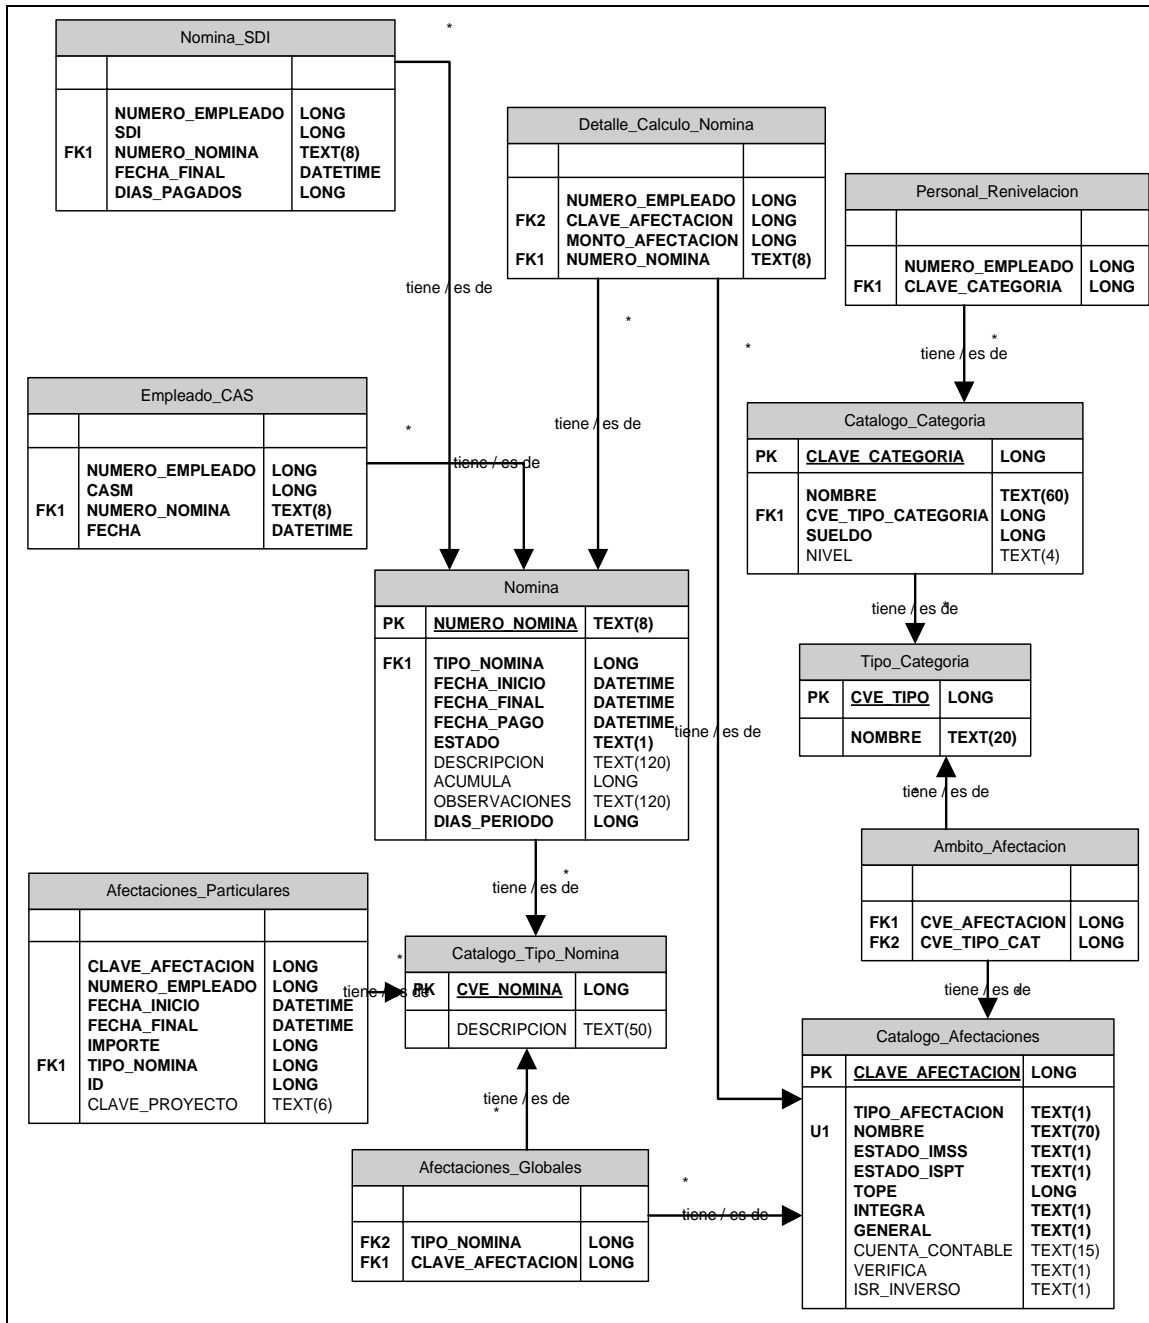 Nomina_SDI
NUMERO_EMPLEADO LONG
SDI LONG
FK1 NUMERO_NOMINA TEXT(8)
FECHA_FINAL DATETIME
DIAS_PAGADOS LONG
*
tiene / es de
Detalle_Calculo_Nomina
NUMERO_EMPLEADO LONG
FK2 CLAVE_AFECTACION LONG
MONTO_AFECTACION LONG
FK1 NUMERO_NOMINA TEXT(8)
*
tiene / es de
*
tiene / es de
Personal_Renivelacion
NUMERO_EMPLEADO LONG
FK1 CLAVE_CATEGORIA LONG
*
tiene / es de
Empleado_CAS
NUMERO_EMPLEADO LONG
CASM LONG
FK1 NUMERO_NOMINA TEXT(8)
FECHA DATETIME
*
tiene / es de
Catalogo_Categoria
PK CLAVE_CATEGORIA LONG
NOMBRE TEXT(60)
FK1 CVE_TIPO_CATEGORIA LONG
SUELDO LONG
NIVEL TEXT(4)
*
tiene / es de
Nomina
PK NUMERO_NOMINA TEXT(8)
FK1 TIPO_NOMINA LONG
FECHA_INICIO DATETIME
FECHA_FINAL DATETIME
FECHA_PAGO DATETIME
ESTADO TEXT(1)
DESCRIPCION TEXT(120)
ACUMULA LONG
OBSERVACIONES TEXT(120)
DIAS_PERIODO LONG
*
tiene / es de
Tipo_Categoria
PK CVE_TIPO LONG
NOMBRE TEXT(20)
*
tiene / es de
Ambito_Afectacion
FK1 CVE_AFECTACION LONG
FK2 CVE_TIPO_CAT LONG
*
tiene / es de
Afectaciones_Particulares
CLAVE_AFECTACION LONG
NUMERO_EMPLEADO LONG
FECHA_INICIO DATETIME
FECHA_FINAL DATETIME
IMPORTE LONG
FK1 TIPO_NOMINA LONG
ID LONG
CLAVE_PROYECTO TEXT(6)
*
tiene / es de
Catalogo_Tipo_Nomina
PK CVE_NOMINA LONG
DESCRIPCION TEXT(50)
tiene / es de
*
Afectaciones_Globales
FK2 TIPO_NOMINA LONG
FK1 CLAVE_AFECTACION LONG
*
tiene / es de
Catalogo_Afectaciones
PK CLAVE_AFECTACION LONG
TIPO_AFECTACION TEXT(1)
U1 NOMBRE TEXT(70)
ESTADO_IMSS TEXT(1)
ESTADO_ISPT TEXT(1)
TOPE LONG
INTEGRA TEXT(1)
GENERAL TEXT(1)
CUENTA_CONTABLE TEXT(15)
VERIFICA TEXT(1)
ISR_INVERSO TEXT(1)